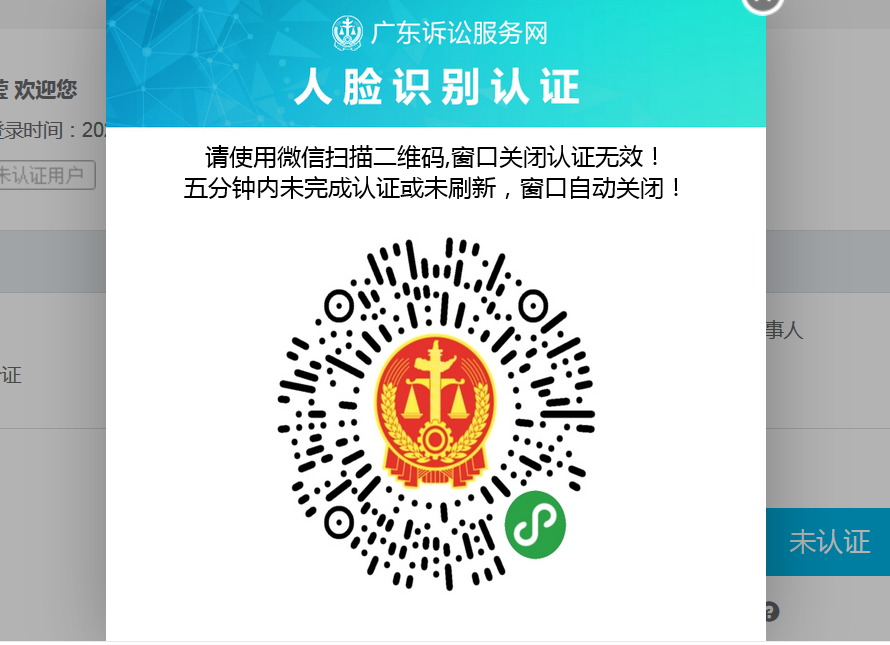 广东诉讼服务网
人脸识别认证
莹 欢迎您
登录时间：202
未认证用户
请使用微信扫描二维码,窗口关闭认证无效！
五分钟内未完成认证或未刷新，窗口自动关闭！
事人
证
未认证
?